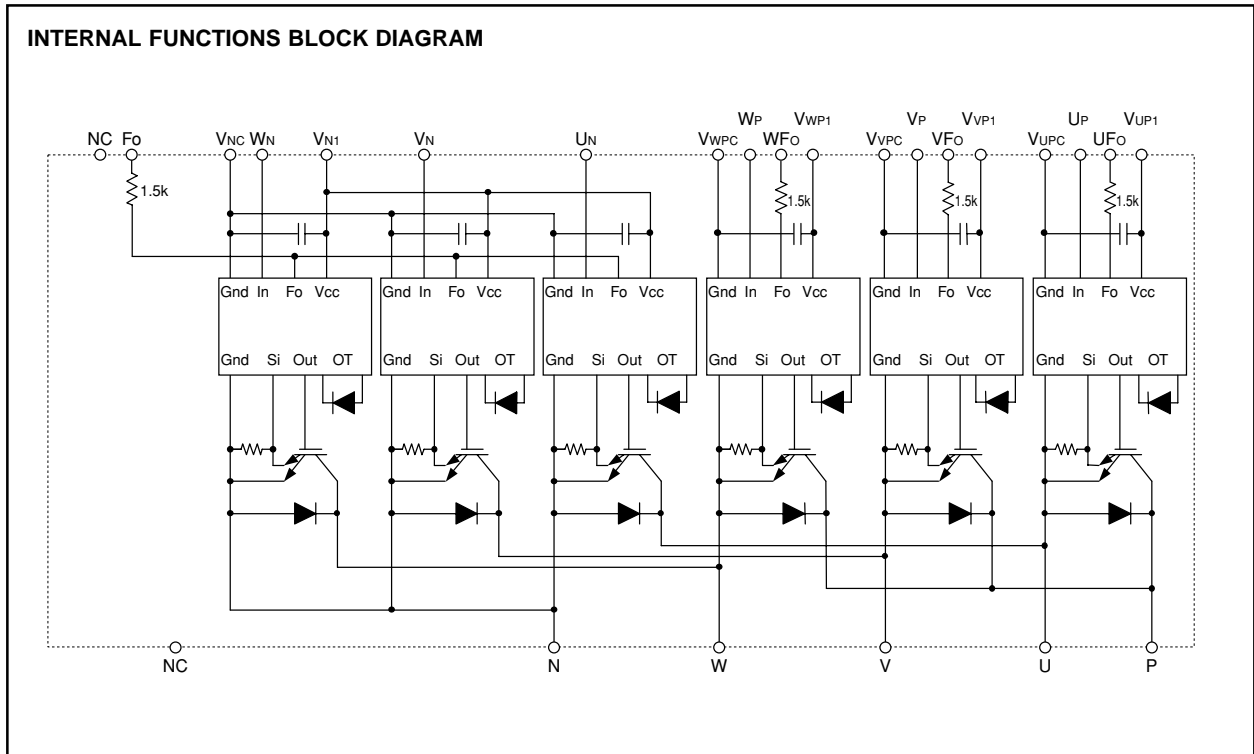 INTERNAL FUNCTIONS BLOCK DIAGRAM
WP VWP1 VP VVP1 UP VUP1
NC FO VNC WN VN1 VN UN VWPC WFO VVPC VFO VUPC UFO
1.5k 1.5k 1.5k 1.5k
Gnd In Fo Vcc Gnd In Fo Vcc Gnd In Fo Vcc Gnd In Fo Vcc Gnd In Fo Vcc Gnd In Fo Vcc
Gnd Si Out OT Gnd Si Out OT Gnd Si Out OT Gnd Si Out OT Gnd Si Out OT Gnd Si Out OT
NC N W V U P